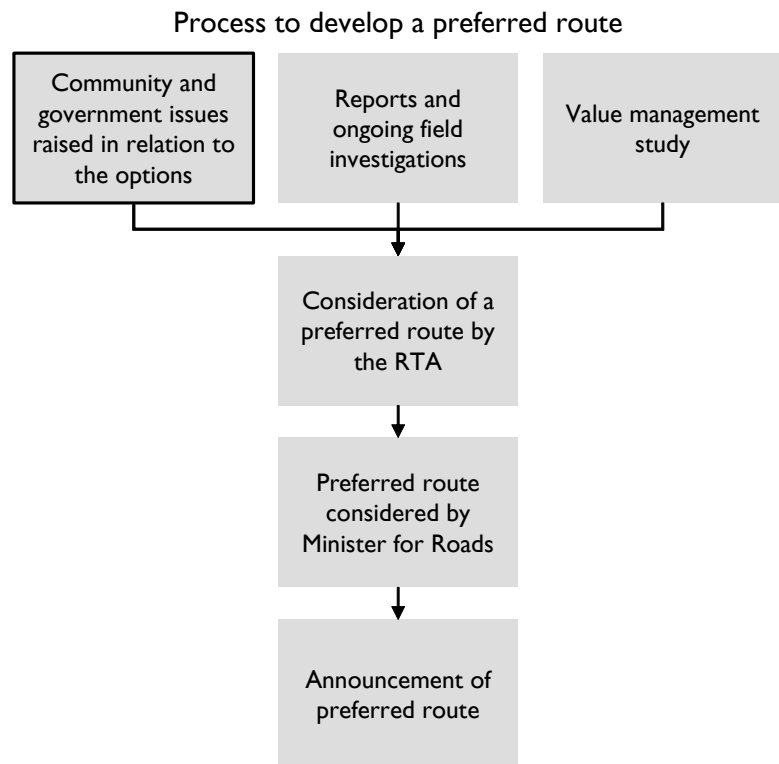 Process to develop a preferred route
Community and
government issues
raised in relation to
the options
Reports and
ongoing field
investigations
Value management
study
Consideration of a
preferred route by
the RTA
Preferred route
considered by
Minister for Roads
Announcement of
preferred route